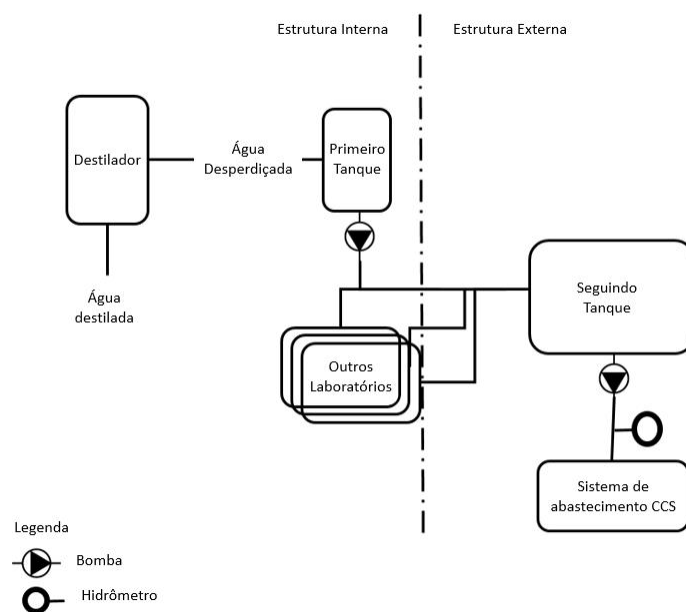 Estrutura Interna
Estrutura Externa
Destilador
Água
Desperdiçada
Primeiro
Tanque
Água
destilada
Seguindo
Tanque
Outros
Laboratórios
Sistema de
abastecimento CCS
Legenda
Bomba
Hidrômetro